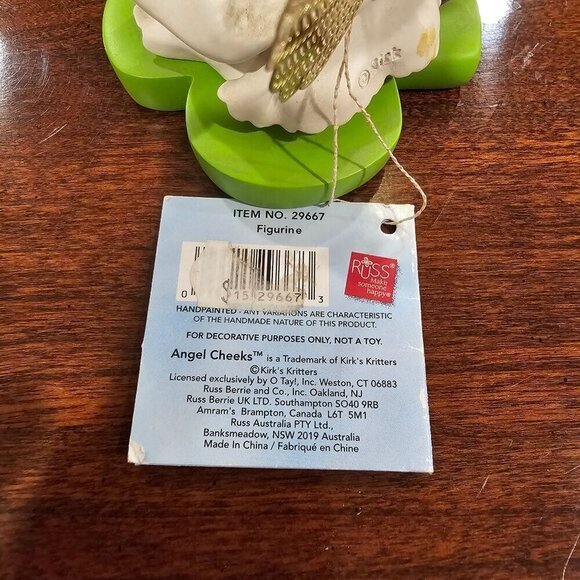 © Kirk
ITEM NO. 29667
Figurine
0 15 29667 3
RUSS®
Make
someone
happy®
HANDPAINTED - ANY VARIATIONS ARE CHARACTERISTIC
OF THE HANDMADE NATURE OF THIS PRODUCT.
FOR DECORATIVE PURPOSES ONLY, NOT A TOY.
Angel Cheeks™ is a Trademark of Kirk's Kritters
©Kirk's Kritters
Licensed exclusively by O Tay!, Inc. Weston, CT 06883
Russ Berrie and Co., Inc. Oakland, NJ
Russ Berrie UK LTD. Southampton SO40 9RB
Amram's Brampton, Canada L6T 5M1
Russ Australia PTY Ltd.,
Banksmeadow, NSW 2019 Australia
Made In China / Fabriqué en Chine